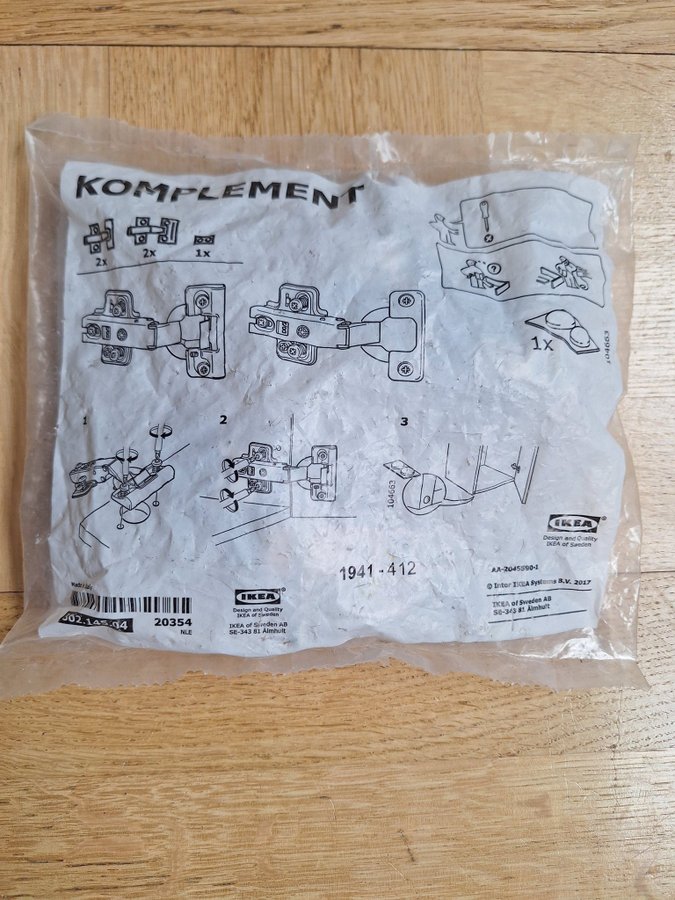 KOMPLEMENT
2x
2x
1x
1x
104663
1
2
3
104663
IKEA
Design and Quality
IKEA of Sweden
1941-412
AA-2045890-1
© Inter IKEA Systems B.V. 2017
IKEA of Sweden AB
SE-343 81 Älmhult
20354
NLE
IKEA
Design and Quality
IKEA of Sweden
IKEA of Sweden AB
SE-343 81 Älmhult